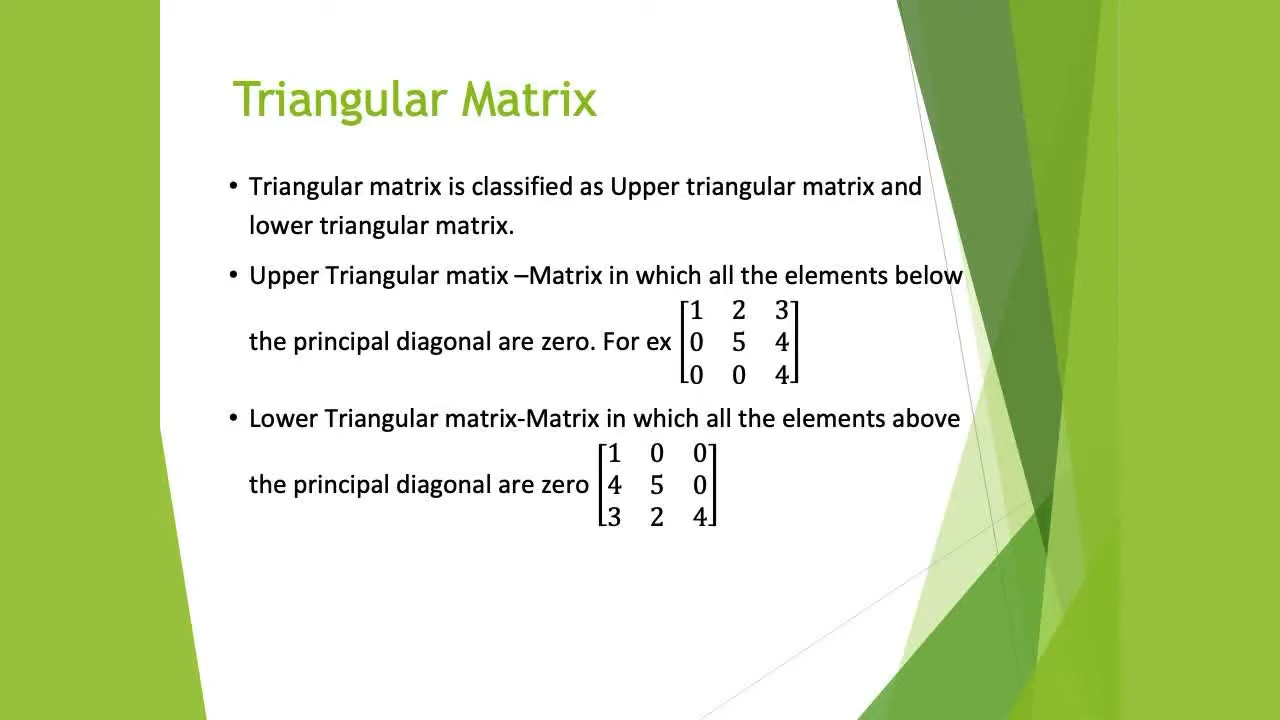 Triangular Matrix
• Triangular matrix is classified as Upper triangular matrix and
lower triangular matrix.
• Upper Triangular matix –Matrix in which all the elements below
the principal diagonal are zero. For ex
1 2 3
0 5 4
0 0 4
• Lower Triangular matrix-Matrix in which all the elements above
the principal diagonal are zero
1 0 0
4 5 0
3 2 4